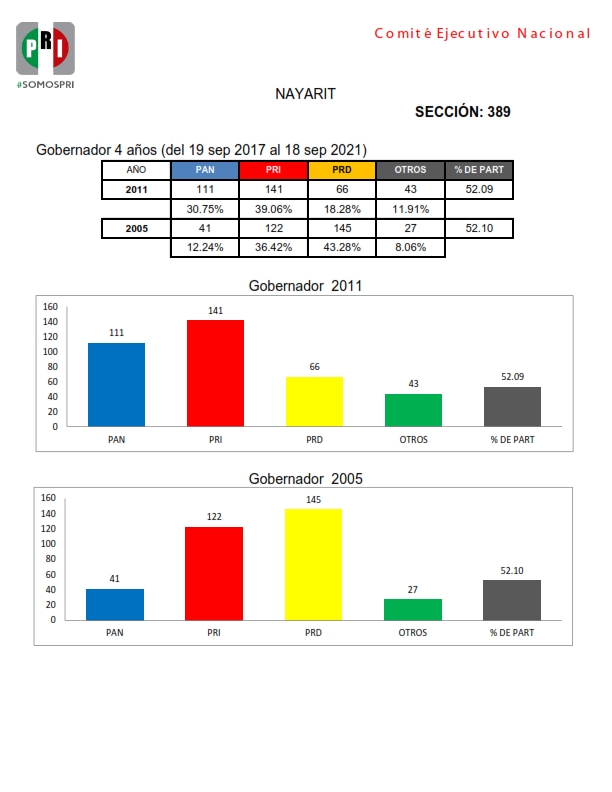 Comité Ejecutivo Nacional
PRI
#SOMOSPRI
NAYARIT
SECCIÓN: 389
Gobernador 4 años (del 19 sep 2017 al 18 sep 2021)
AÑO PAN PRI PRD OTROS % DE PART
2011 111 141 66 43 52.09
30.75% 39.06% 18.28% 11.91%
2005 41 122 145 27 52.10
12.24% 36.42% 43.28% 8.06%
Gobernador 2011
160
140
120
100
80
60
40
20
0
111
141
66
43
52.09
PAN PRI PRD OTROS % DE PART
Gobernador 2005
160
140
120
100
80
60
40
20
0
41
122
145
27
52.10
PAN PRI PRD OTROS % DE PART